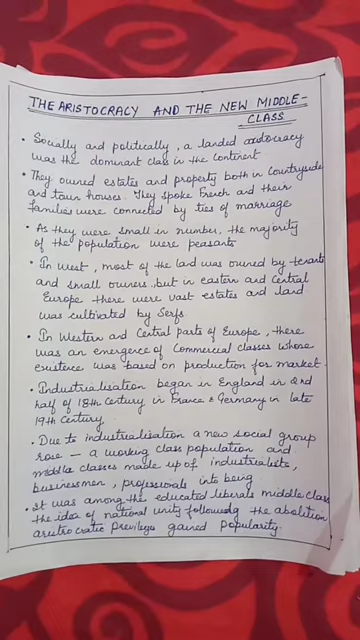 THE ARISTOCRACY AND THE NEW MIDDLE-
CLASS
• Socially and politically, a landed aristocracy
was the dominant class in the continent
• They owned estates and property both in Countryside
and town houses. They spoke French and their
families were connected by ties of marriage
• As they were small in number, the majority
of the population were peasants
• In West, most of the land was owned by tenants
and small owners. but in eastern and Central
Europe there were vast estates and land
was cultivated by Serfs.
• In Western and Central parts of Europe, there
was an emergence of Commercial classes whose
existence was based on production for market.
• Industrialisation began in England in 2nd
half of 18th Century in France & Germany in late
19th Century
• Due to industrialisation a new social group
rose – a working class population and
middle classes made up of industrialists,
businessmen, professionals into being
• It was among the educated liberals middle class
the idea of national unity following the abolition
aristocratic previlege gained popularity.